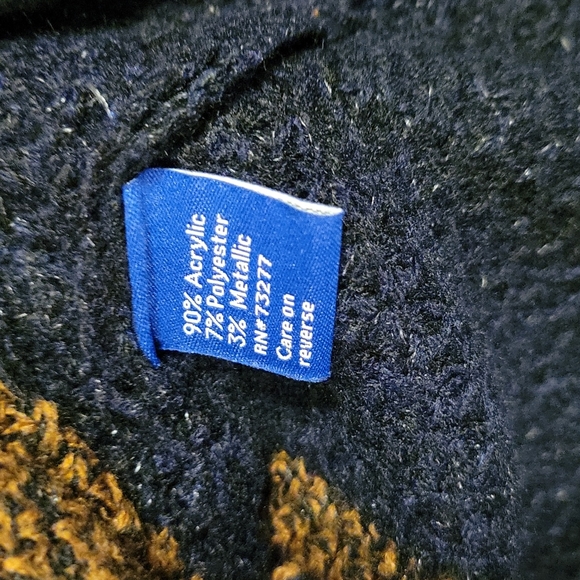 90% Acrylic
7% Polyester
3% Metallic
RN# 73277
Care on
reverse